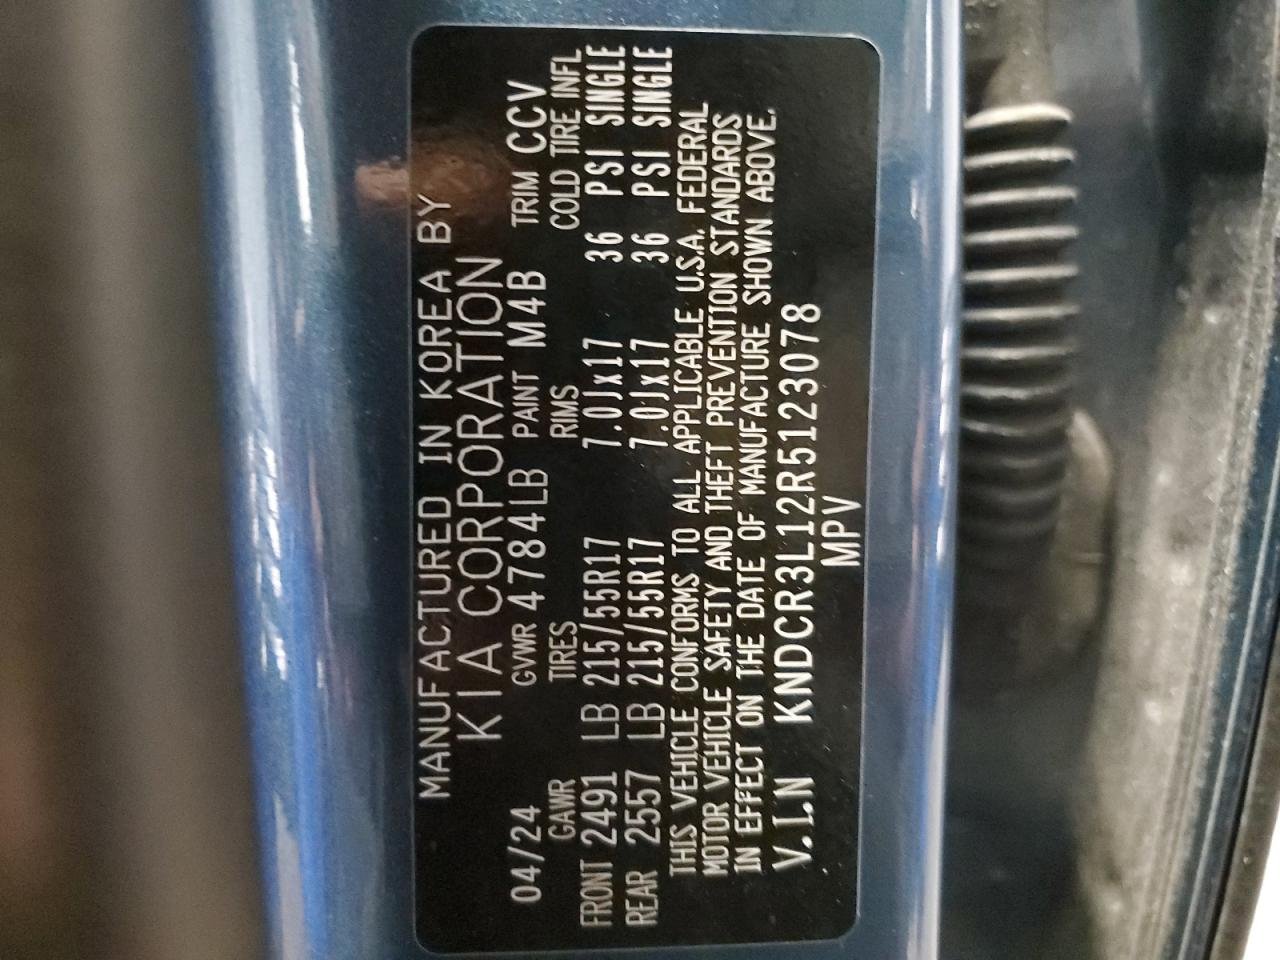 MANUFACTURED IN KOREA BY
KIA CORPORATION
04/24 GVWR 4784LB PAINT M4B TRIM CCV
GAWR TIRES RIMS COLD TIRE INFL
FRONT 2491 LB 215/55R17 7.0Jx17 36 PSI SINGLE
REAR 2557 LB 215/55R17 7.0Jx17 36 PSI SINGLE
THIS VEHICLE CONFORMS TO ALL APPLICABLE U.S.A. FEDERAL
MOTOR VEHICLE SAFETY AND THEFT PREVENTION STANDARDS
IN EFFECT ON THE DATE OF MANUFACTURE SHOWN ABOVE.
V.I.N KNDCR3L12R5123078
MPV